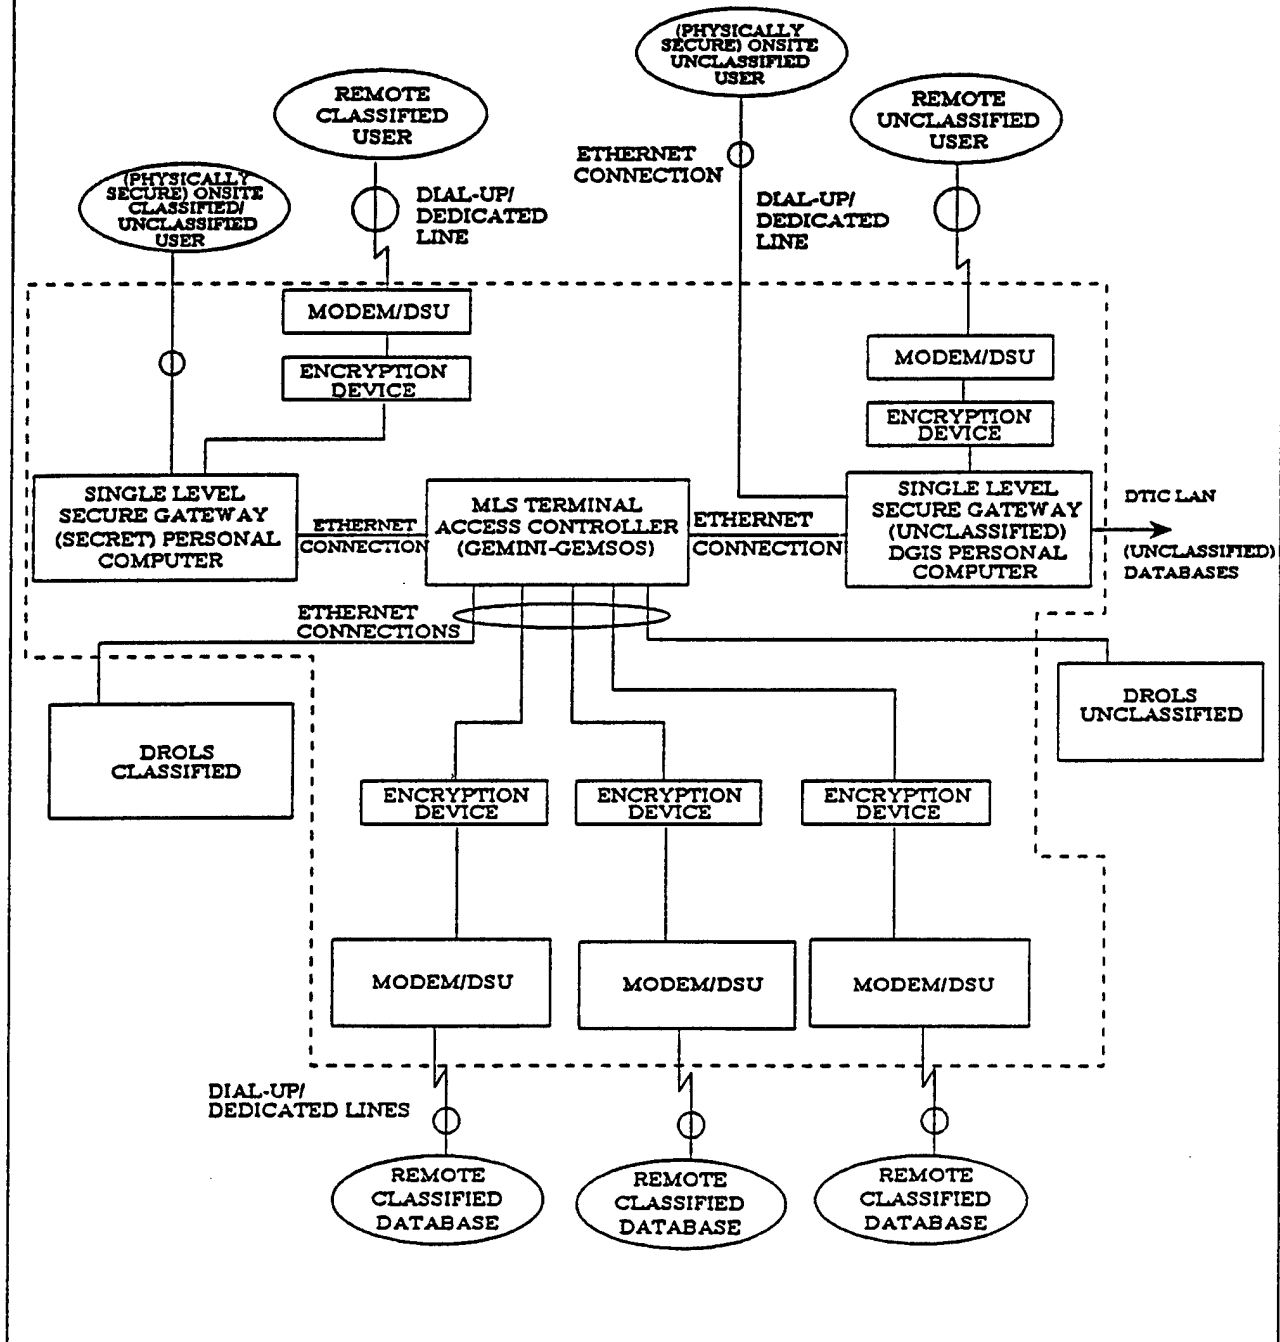 (PHYSICALLY
SECURE) ONSITE
UNCLASSIFIED
USER
REMOTE
CLASSIFIED
USER
REMOTE
UNCLASSIFIED
USER
ETHERNET
CONNECTION
(PHYSICALLY
SECURE) ONSITE
CLASSIFIED/
UNCLASSIFIED
USER
DIAL-UP/
DEDICATED
LINE
DIAL-UP/
DEDICATED
LINE
MODEM/DSU
ENCRYPTION
DEVICE
MODEM/DSU
ENCRYPTION
DEVICE
SINGLE LEVEL
SECURE GATEWAY
(SECRET) PERSONAL
COMPUTER
ETHERNET
CONNECTION
MLS TERMINAL
ACCESS CONTROLLER
(GEMINI-GEMSOS)
ETHERNET
CONNECTION
SINGLE LEVEL
SECURE GATEWAY
(UNCLASSIFIED)
DGIS PERSONAL
COMPUTER
DTIC LAN
(UNCLASSIFIED)
DATABASES
ETHERNET
CONNECTIONS
DROLS
CLASSIFIED
DROLS
UNCLASSIFIED
ENCRYPTION
DEVICE
ENCRYPTION
DEVICE
ENCRYPTION
DEVICE
MODEM/DSU
MODEM/DSU
MODEM/DSU
DIAL-UP/
DEDICATED LINES
REMOTE
CLASSIFIED
DATABASE
REMOTE
CLASSIFIED
DATABASE
REMOTE
CLASSIFIED
DATABASE